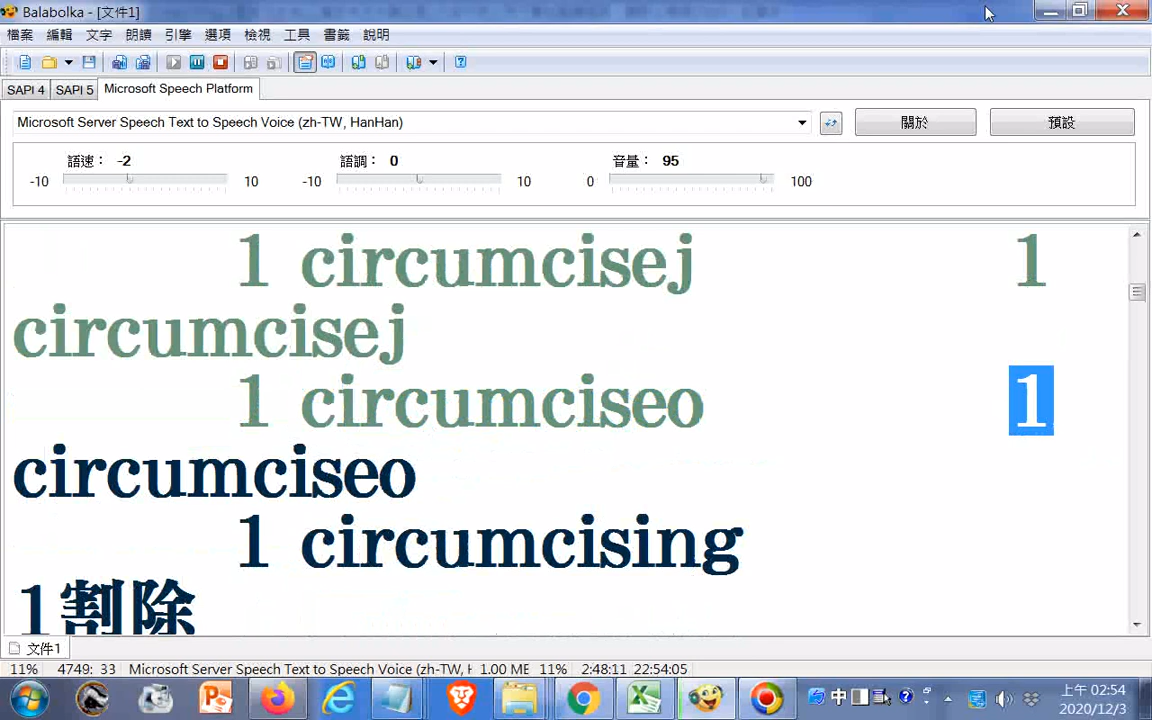 Balabolka - [文件1]
檔案 編輯 文字 朗讀 引擎 選項 檢視 工具 書籤 說明
SAPI 4 SAPI 5 Microsoft Speech Platform
Microsoft Server Speech Text to Speech Voice (zh-TW, HanHan) 關於 預設
語速： -2 語調： 0 音量： 95
-10 10 -10 10 0 100
1 circumcisej 1
circumcisej
1 circumciseo 1
circumciseo
1 circumcising
1割除
文件1
11% 4749: 33 Microsoft Server Speech Text to Speech Voice (zh-TW, H 1.00 ME 11% 2:48:11 22:54:05
中 上午 02:54
2020/12/3